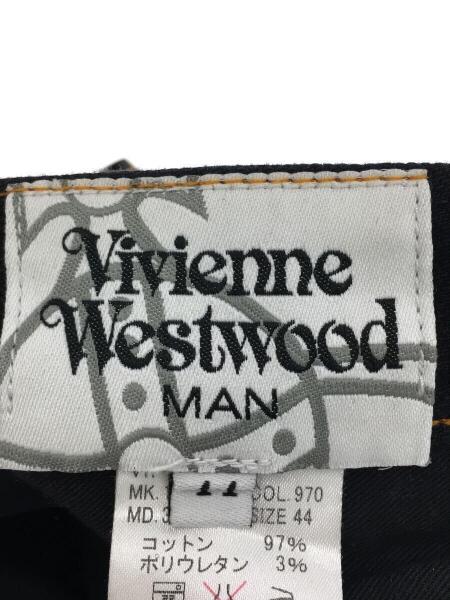 Vivienne
Westwood
MAN
MK. COL. 970
MD. 3 SIZE 44
コットン 97%
ポリウレタン 3%